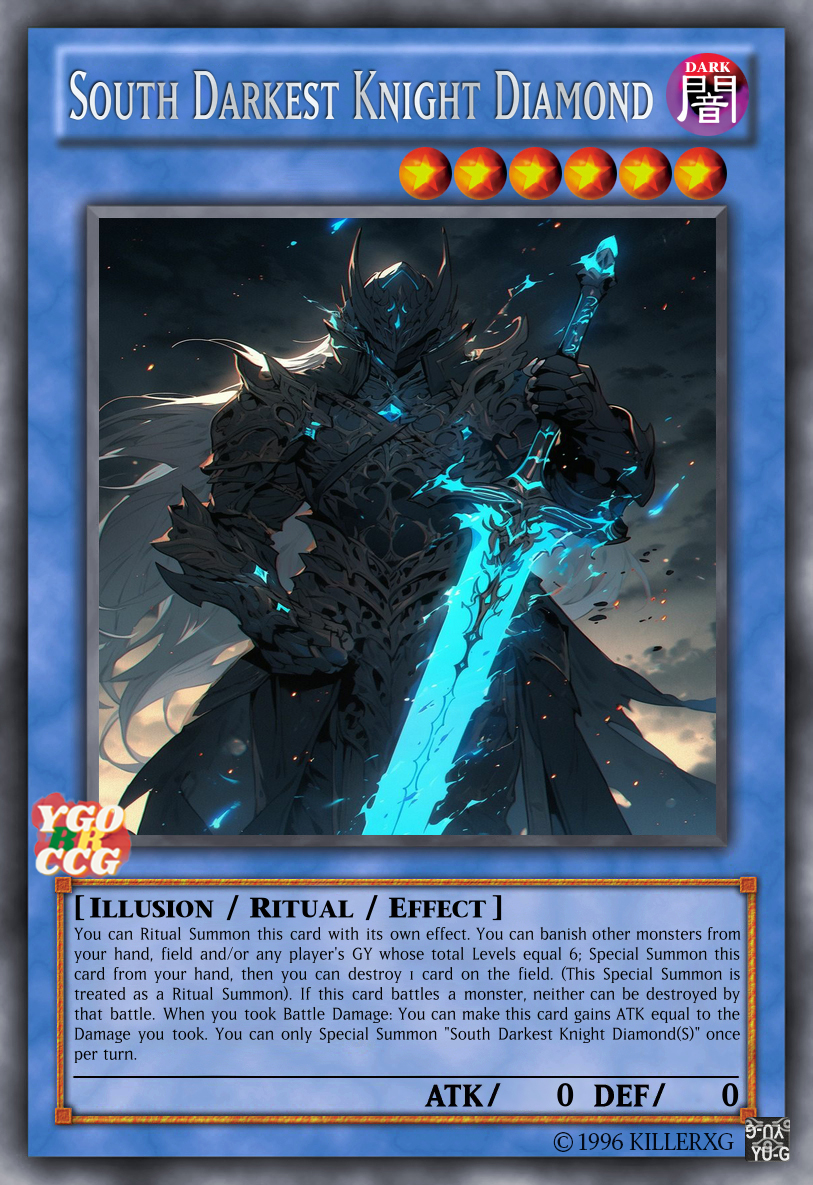 South Darkest Knight Diamond
DARK
闇
YGO
BR
CCG
[ Illusion / Ritual / Effect ]
You can Ritual Summon this card with its own effect. You can banish other monsters from
your hand, field and/or any player's GY whose total Levels equal 6; Special Summon this
card from your hand, then you can destroy 1 card on the field. (This Special Summon is
treated as a Ritual Summon). If this card battles a monster, neither can be destroyed by
that battle. When you took Battle Damage: You can make this card gains ATK equal to the
Damage you took. You can only Special Summon "South Darkest Knight Diamond(S)" once
per turn.
ATK/ 0 DEF/ 0
© 1996 KILLERXG
YU-G